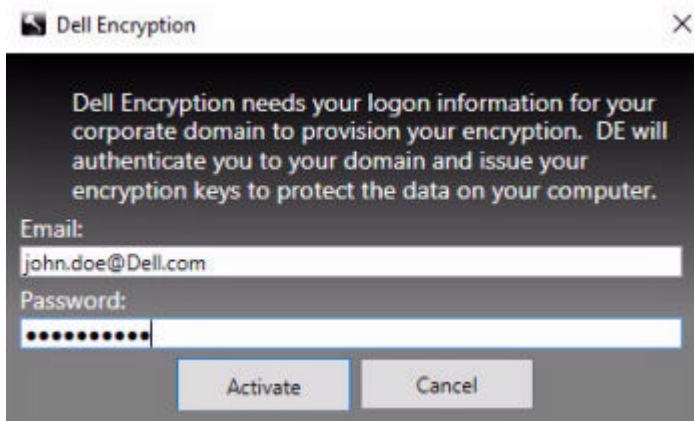 Dell Encryption
Dell Encryption needs your logon information for your
corporate domain to provision your encryption.  DE will
authenticate you to your domain and issue your
encryption keys to protect the data on your computer.
Email:
john.doe@Dell.com
Password:
●●●●●●●●●●
Activate
Cancel